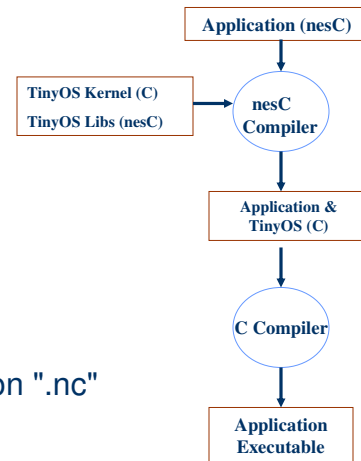 Application (nesC)
TinyOS Kernel (C)
TinyOS Libs (nesC)
nesC
Compiler
Application &
TinyOS (C)
C Compiler
on ".nc"
Application
Executable